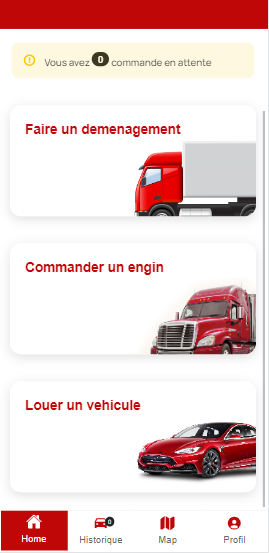 Vous avez 0 commande en attente
Faire un demenagement
Commander un engin
Louer un vehicule
0
Home Historique Map Profil